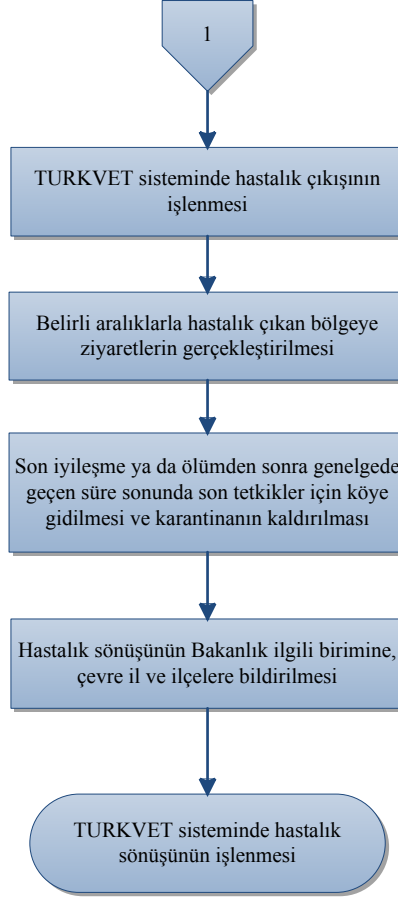 1
TURKVET sisteminde hastalık çıkışının
işlenmesi
Belirli aralıklarla hastalık çıkan bölgeye
ziyaretlerin gerçekleştirilmesi
Son iyileşme ya da ölümden sonra genelgede
geçen süre sonunda son tetkikler için köye
gidilmesi ve karantinanın kaldırılması
Hastalık sönüşünün Bakanlık ilgili birimine,
çevre il ve ilçelere bildirilmesi
TURKVET sisteminde hastalık
sönüşünün işlenmesi